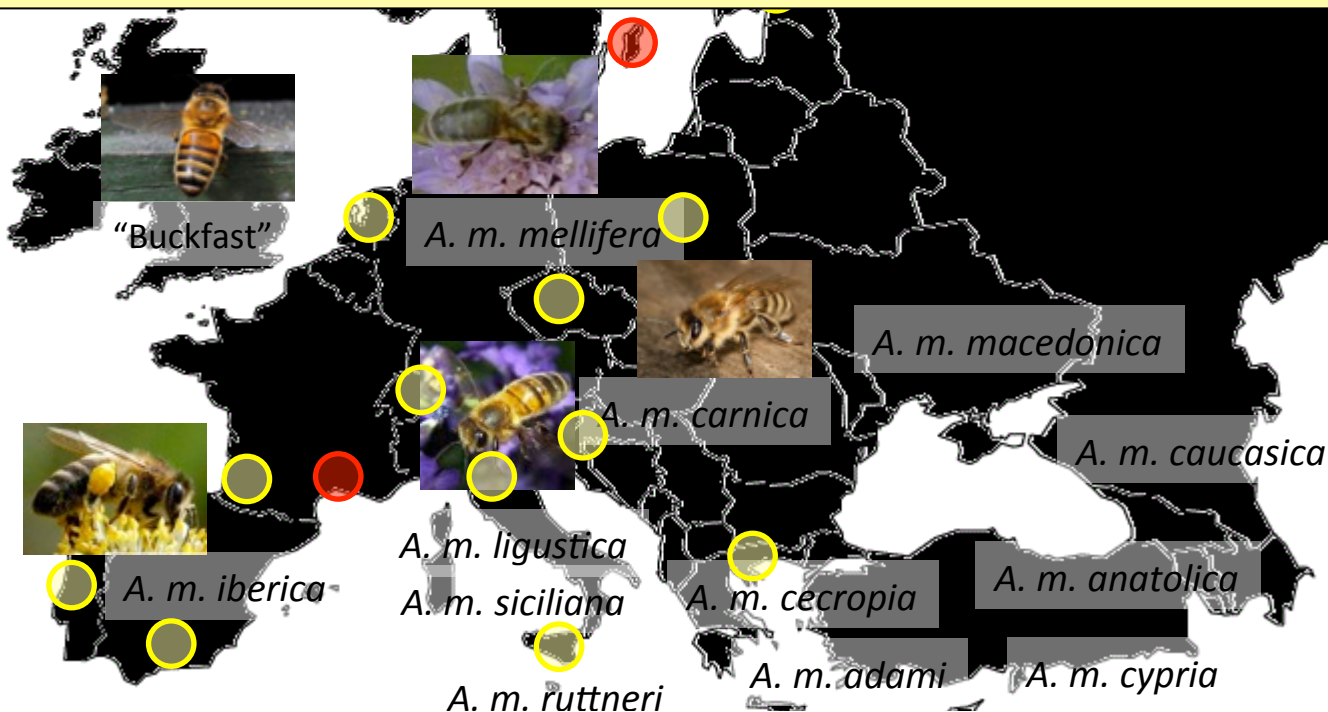 “Buckfast”
A. m. mellifera
A. m. macedonica
A. m. carnica
A. m. caucasica
A. m. ligustica
A. m. iberica
A. m. anatolica
A. m. siciliana
A. m. cecropia
A. m. adami
A. m. cypria
A. m. ruttneri